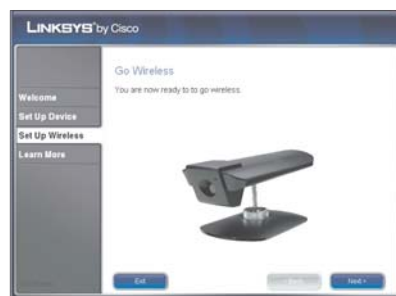 LINKSYS® by Cisco
Go Wireless
You are now ready to to go wireless.
Welcome
Set Up Device
Set Up Wireless
Learn More
Exit
Next